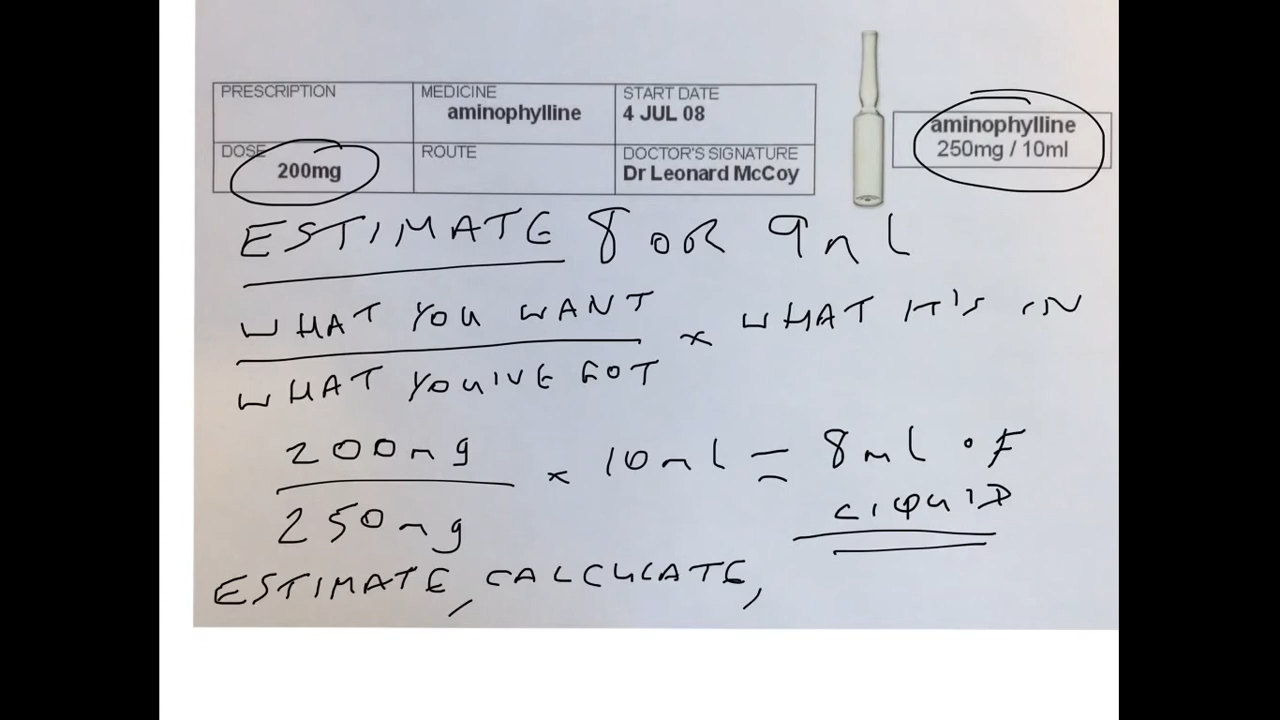 PRESCRIPTION MEDICINE START DATE
aminophylline 4 JUL 08
DOSE ROUTE DOCTOR'S SIGNATURE
200mg Dr Leonard McCoy
aminophylline
250mg / 10ml
ESTIMATE 8 OR 9ml
WHAT YOU WANT × WHAT IT'S IN
WHAT YOU'VE GOT
200mg × 10ml = 8ml OF
250mg LIQUID
ESTIMATE, CALCULATE,